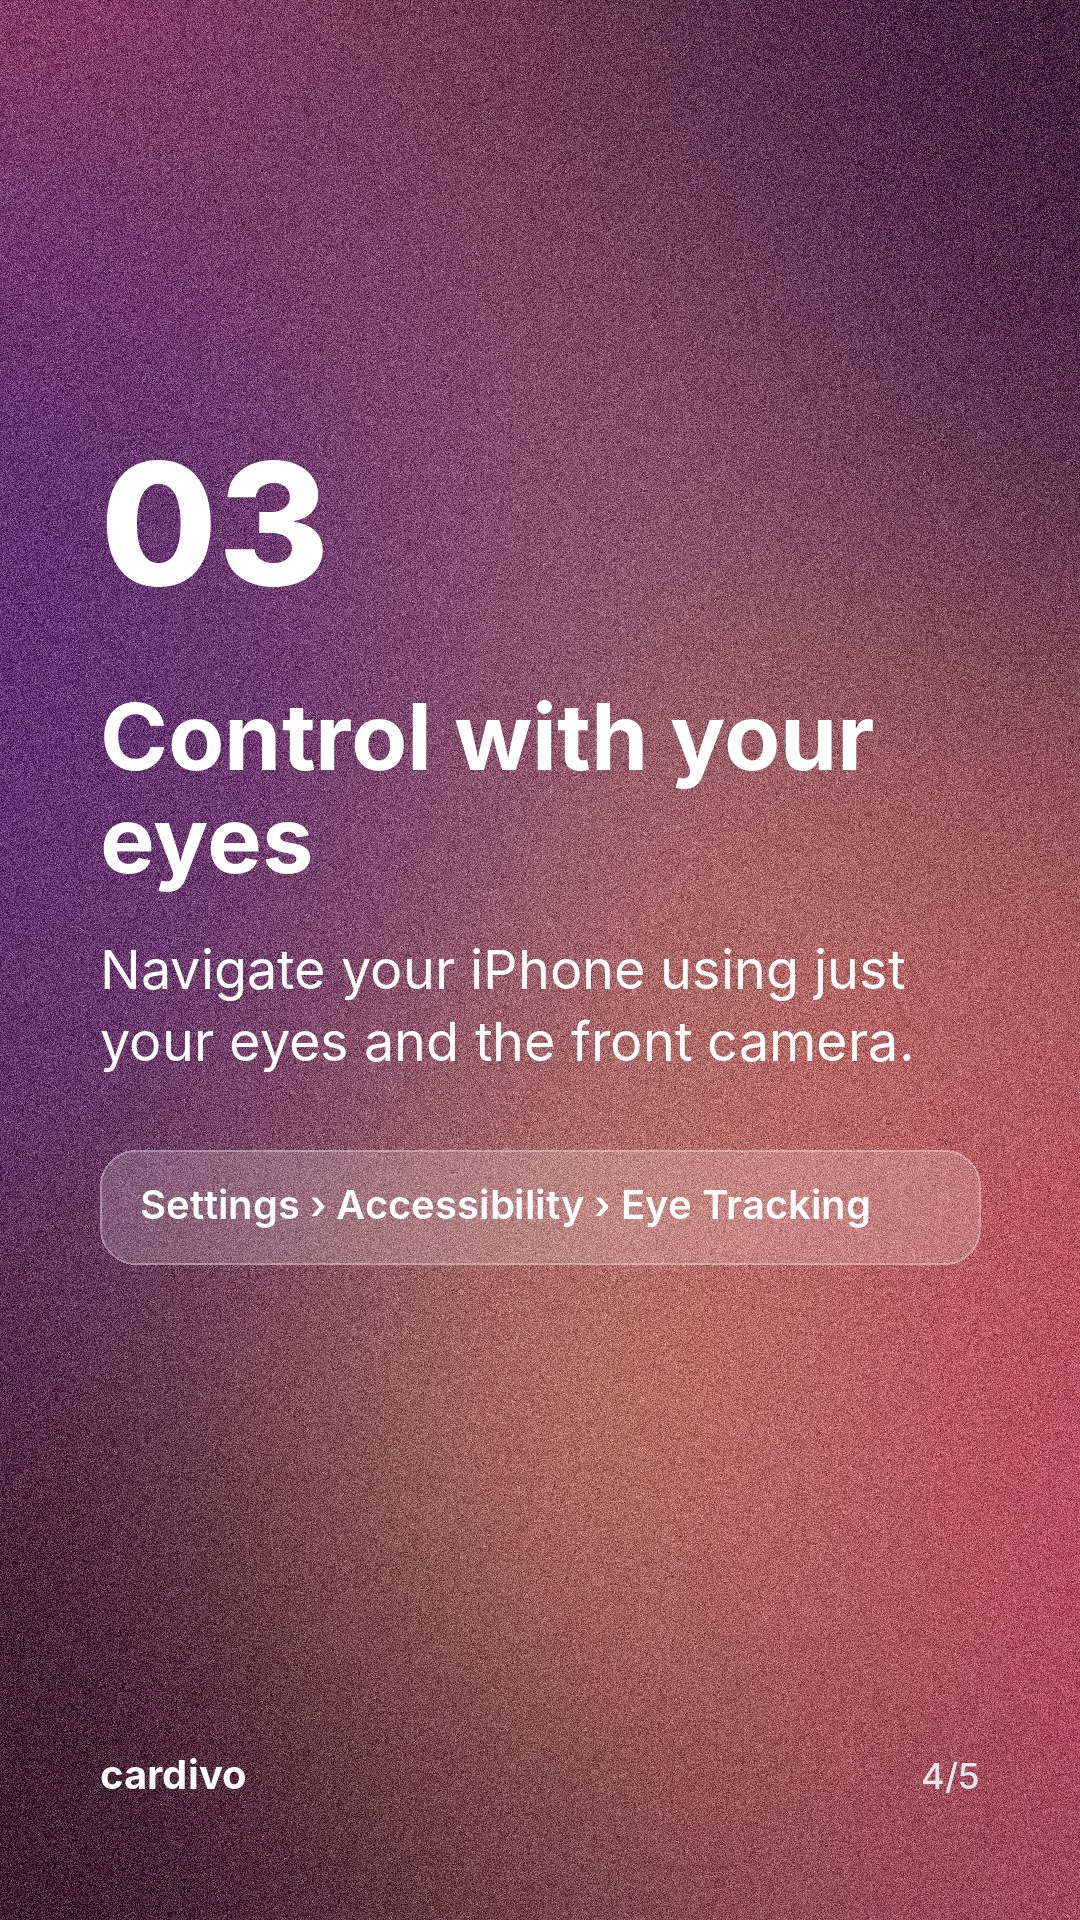 03
Control with your
eyes
Navigate your iPhone using just
your eyes and the front camera.
Settings › Accessibility › Eye Tracking
cardivo
4/5